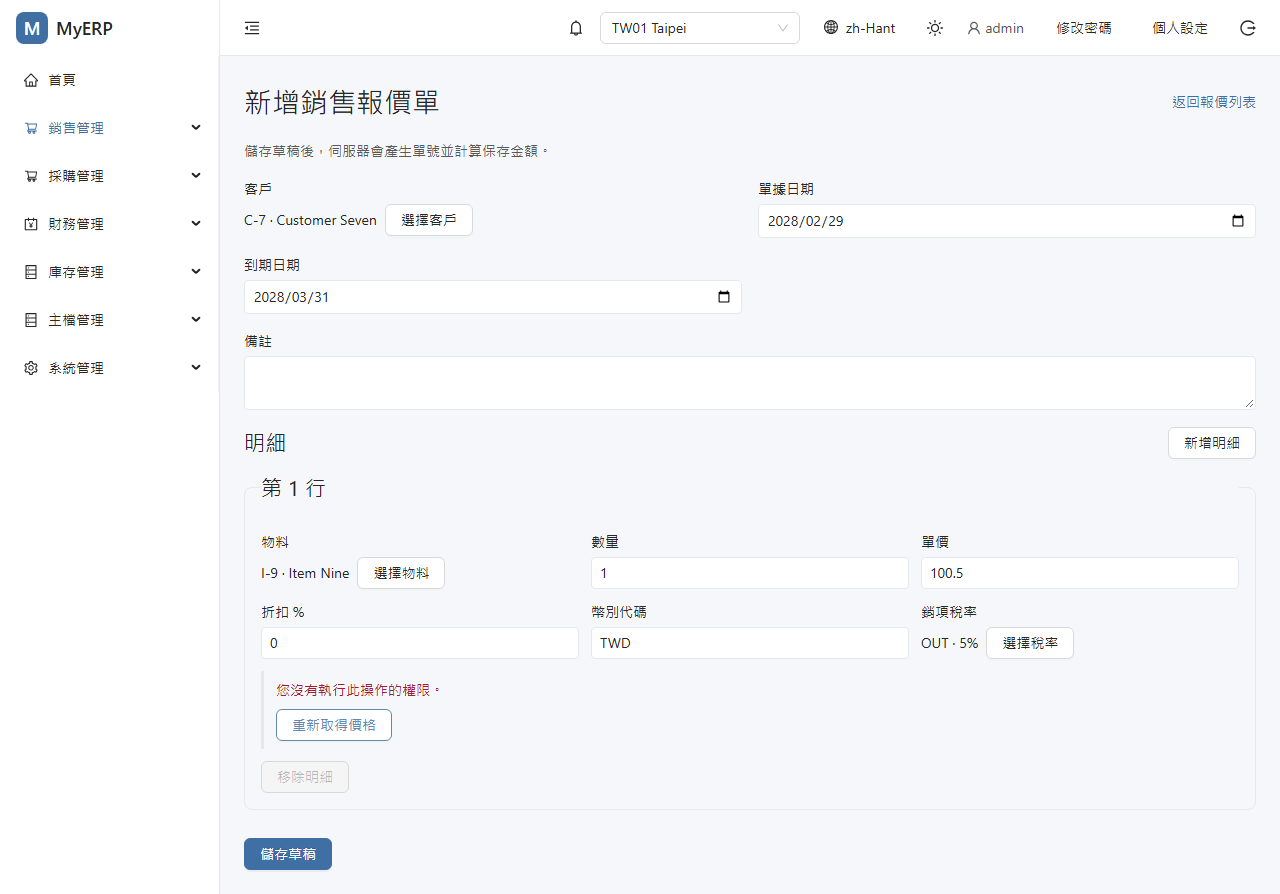 M MyERP
TW01 Taipei
zh-Hant
admin
修改密碼
個人設定
首頁
銷售管理
採購管理
財務管理
庫存管理
主檔管理
系統管理
新增銷售報價單
返回報價列表
儲存草稿後，伺服器會產生單號並計算保存金額。
客戶
單據日期
C-7 · Customer Seven 選擇客戶
2028/02/29
到期日期
2028/03/31
備註
明細
新增明細
第 1 行
物料
數量
單價
I-9 · Item Nine 選擇物料
1
100.5
折扣 %
幣別代碼
銷項稅率
0
TWD
OUT · 5% 選擇稅率
您沒有執行此操作的權限。
重新取得價格
移除明細
儲存草稿